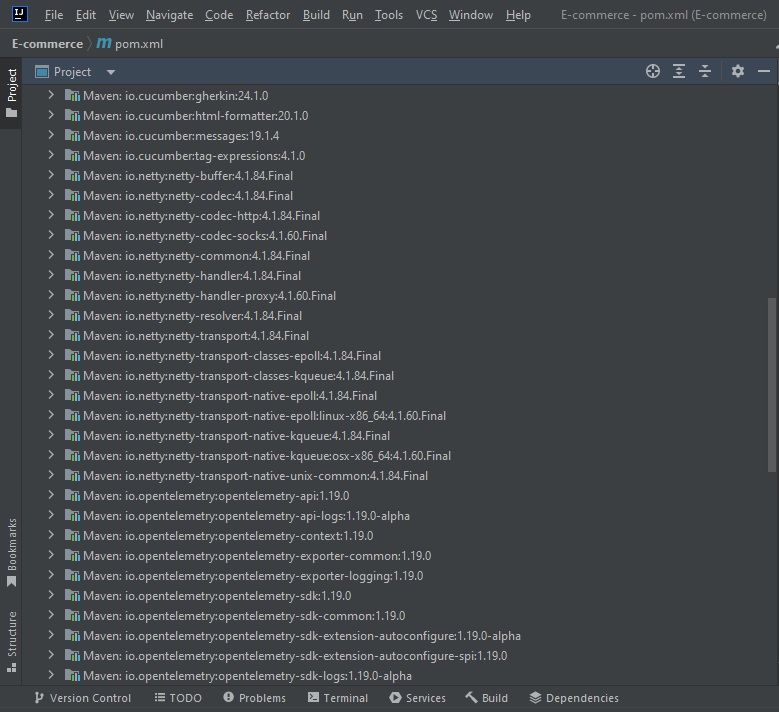 IJ File Edit View Navigate Code Refactor Build Run Tools VCS Window Help E-commerce - pom.xml (E-commerce)
E-commerce m pom.xml
Project
Project
Maven: io.cucumber:gherkin:24.1.0
Maven: io.cucumber:html-formatter:20.1.0
Maven: io.cucumber:messages:19.1.4
Maven: io.cucumber:tag-expressions:4.1.0
Maven: io.netty:netty-buffer:4.1.84.Final
Maven: io.netty:netty-codec:4.1.84.Final
Maven: io.netty:netty-codec-http:4.1.84.Final
Maven: io.netty:netty-codec-socks:4.1.60.Final
Maven: io.netty:netty-common:4.1.84.Final
Maven: io.netty:netty-handler:4.1.84.Final
Maven: io.netty:netty-handler-proxy:4.1.60.Final
Maven: io.netty:netty-resolver:4.1.84.Final
Maven: io.netty:netty-transport:4.1.84.Final
Maven: io.netty:netty-transport-classes-epoll:4.1.84.Final
Maven: io.netty:netty-transport-classes-kqueue:4.1.84.Final
Maven: io.netty:netty-transport-native-epoll:4.1.84.Final
Maven: io.netty:netty-transport-native-epoll:linux-x86_64:4.1.60.Final
Maven: io.netty:netty-transport-native-kqueue:4.1.84.Final
Maven: io.netty:netty-transport-native-kqueue:osx-x86_64:4.1.60.Final
Maven: io.netty:netty-transport-native-unix-common:4.1.84.Final
Maven: io.opentelemetry:opentelemetry-api:1.19.0
Maven: io.opentelemetry:opentelemetry-api-logs:1.19.0-alpha
Maven: io.opentelemetry:opentelemetry-context:1.19.0
Maven: io.opentelemetry:opentelemetry-exporter-common:1.19.0
Maven: io.opentelemetry:opentelemetry-exporter-logging:1.19.0
Maven: io.opentelemetry:opentelemetry-sdk:1.19.0
Maven: io.opentelemetry:opentelemetry-sdk-common:1.19.0
Maven: io.opentelemetry:opentelemetry-sdk-extension-autoconfigure:1.19.0-alpha
Maven: io.opentelemetry:opentelemetry-sdk-extension-autoconfigure-spi:1.19.0
Maven: io.opentelemetry:opentelemetry-sdk-logs:1.19.0-alpha
Bookmarks
Structure
Version Control TODO Problems Terminal Services Build Dependencies